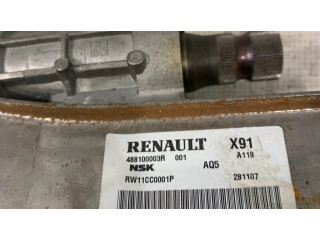 RENAULT X91
488100003R 001 A119
NSK AQ5
RW11CC0001P 281107